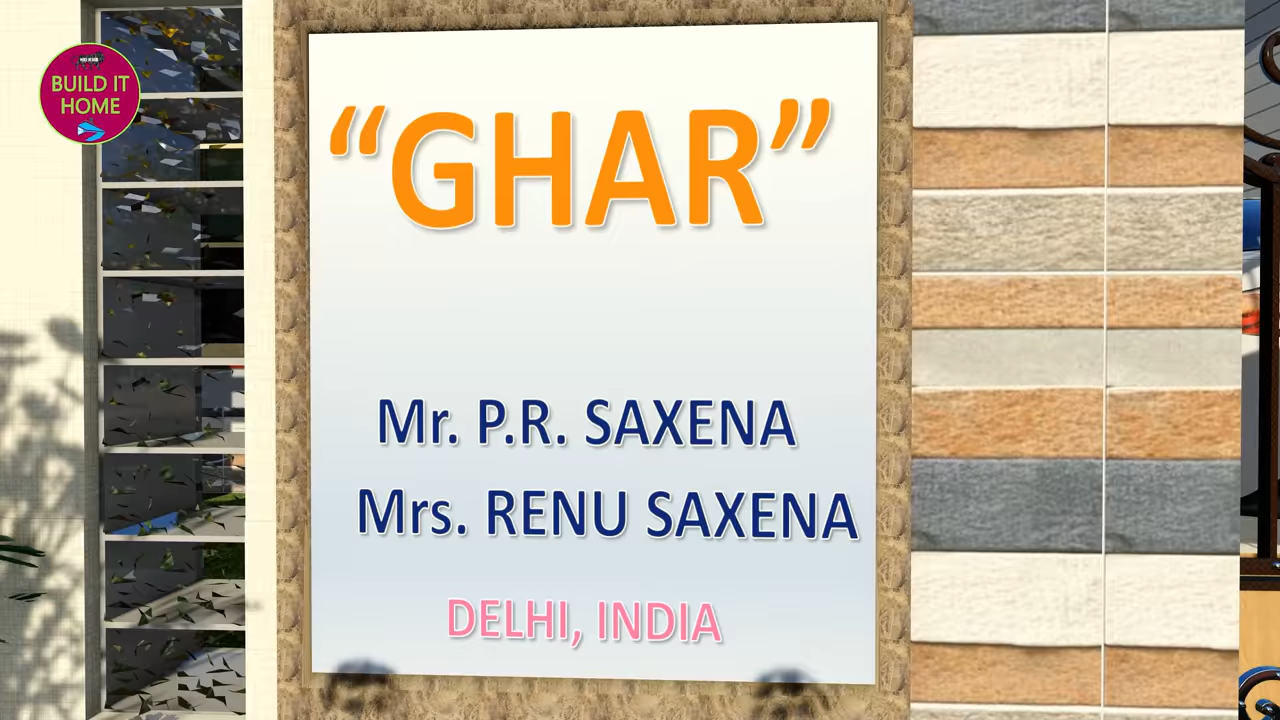 BUILD IT
HOME
“GHAR”
Mr. P.R. SAXENA
Mrs. RENU SAXENA
DELHI, INDIA